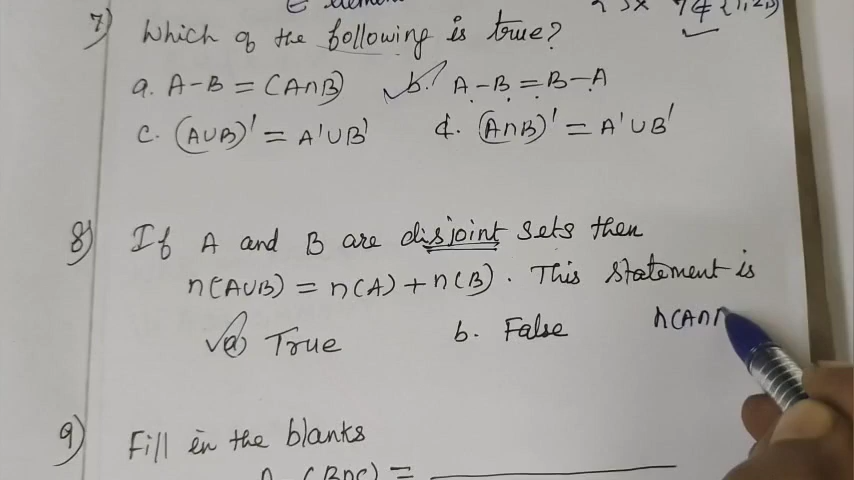 ∈ element
7) Which of the following is true?
a. A-B = (A∩B) b. A-B = B-A
c. (A∪B)' = A'∪B' d. (A∩B)' = A'∪B'
8) If A and B are disjoint sets then
n(A∪B) = n(A) + n(B). This statement is
a True b. False n(A∩
9) Fill in the blanks
(B∩C) =